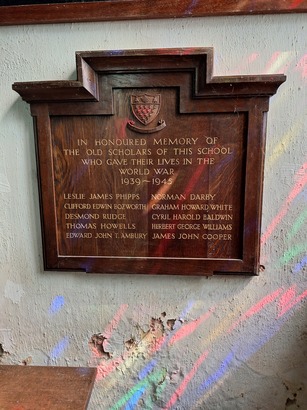 IN HONOURED MEMORY OF
THE OLD SCHOLARS OF THIS SCHOOL
WHO GAVE THEIR LIVES IN THE
WORLD WAR
1939~1945
LESLIE JAMES PHIPPS NORMAN DARBY
CLIFFORD EDWIN BOZWORTH GRAHAM HOWARD WHITE
DESMOND RUDGE CYRIL HAROLD BALDWIN
THOMAS HOWELLS HERBERT GEORGE WILLIAMS
EDWARD JOHN T. AMBURY JAMES JOHN COOPER